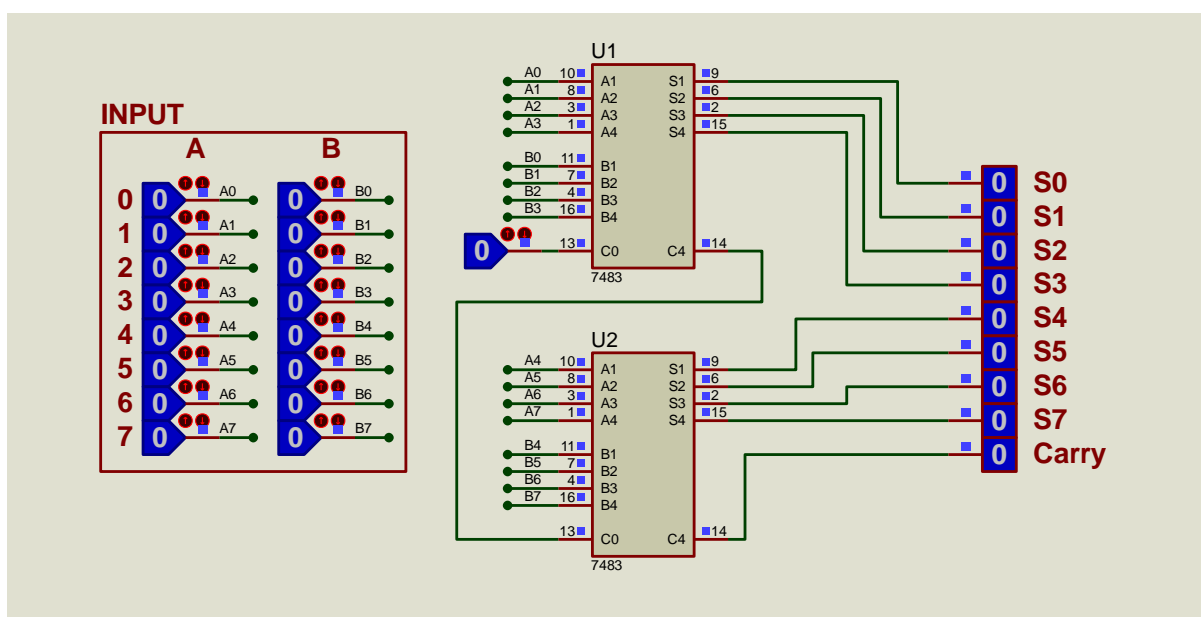 INPUT
A B
0 0 A0 0 B0
1 0 A1 0 B1
2 0 A2 0 B2
3 0 A3 0 B3
4 0 A4 0 B4
5 0 A5 0 B5
6 0 A6 0 B6
7 0 A7 0 B7
U1
A0 10 A1 S1 9
A1 8 A2 S2 6
A2 3 A3 S3 2
A3 1 A4 S4 15
B0 11 B1
B1 7 B2
B2 4 B3
B3 16 B4
0 13 C0 C4 14
7483
U2
A4 10 A1 S1 9
A5 8 A2 S2 6
A6 3 A3 S3 2
A7 1 A4 S4 15
B4 11 B1
B5 7 B2
B6 4 B3
B7 16 B4
13 C0 C4 14
7483
0 S0
0 S1
0 S2
0 S3
0 S4
0 S5
0 S6
0 S7
0 Carry